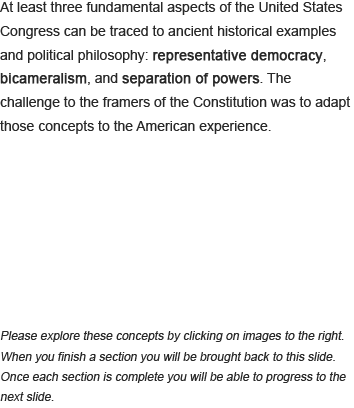 At least three fundamental aspects of the United States
Congress can be traced to ancient historical examples
and political philosophy: representative democracy,
bicameralism, and separation of powers. The
challenge to the framers of the Constitution was to adapt
those concepts to the American experience.
Please explore these concepts by clicking on images to the right.
When you finish a section you will be brought back to this slide.
Once each section is complete you will be able to progress to the
next slide.